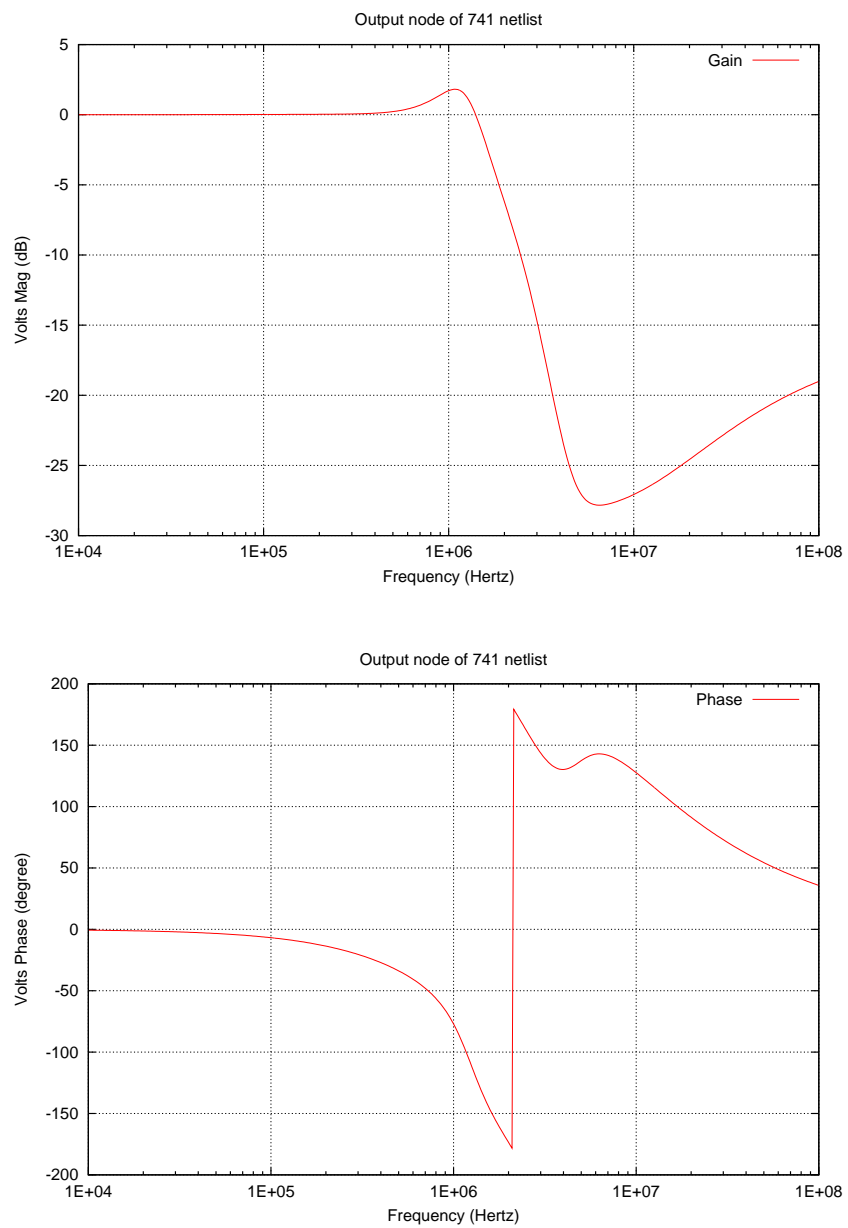 Output node of 741 netlist
Gain
5
0
-5
-10
-15
-20
-25
-30
Volts Mag (dB)
1E+04 1E+05 1E+06 1E+07 1E+08
Frequency (Hertz)
Output node of 741 netlist
Phase
200
150
100
50
0
-50
-100
-150
-200
Volts Phase (degree)
1E+04 1E+05 1E+06 1E+07 1E+08
Frequency (Hertz)